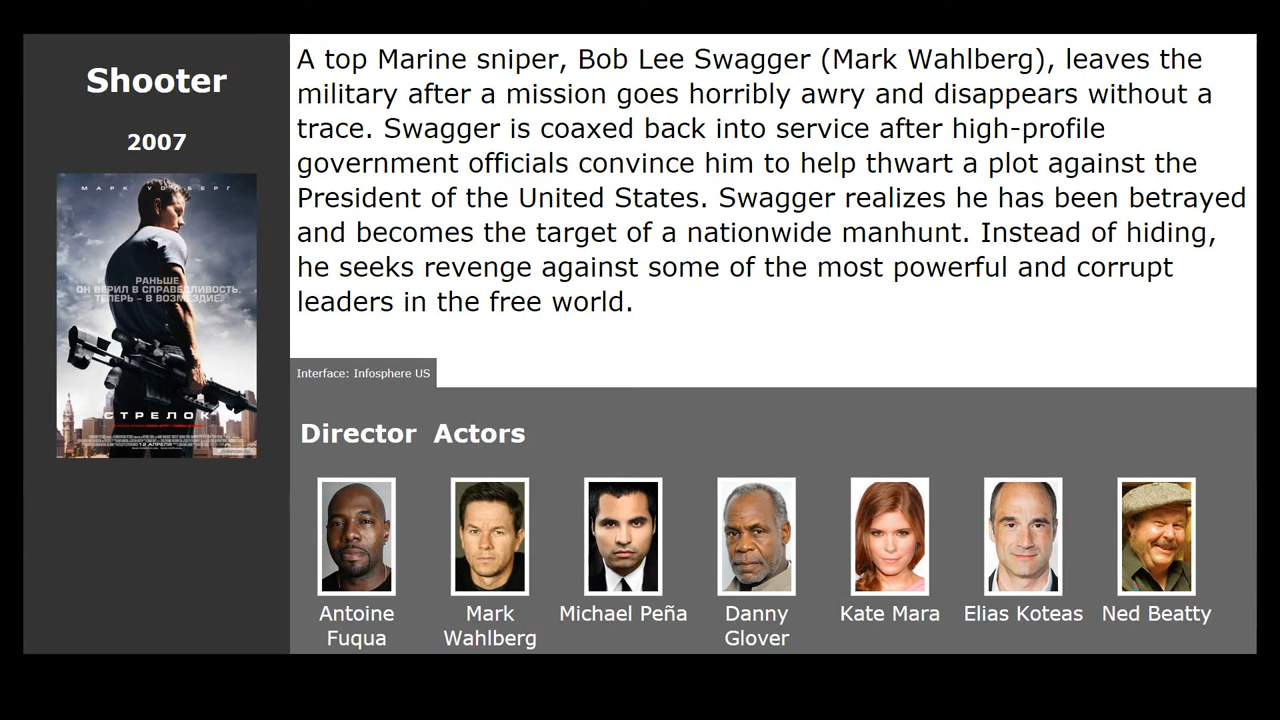 Shooter
2007
МАРК УОЛБЕРГ
РАНЬШЕ
ОН ВЕРИЛ В СПРАВЕДЛИВОСТЬ.
ТЕПЕРЬ – В ВОЗМЕЗДИЕ.
СТРЕЛОК
12 АПРЕЛЯ
A top Marine sniper, Bob Lee Swagger (Mark Wahlberg), leaves the
military after a mission goes horribly awry and disappears without a
trace. Swagger is coaxed back into service after high-profile
government officials convince him to help thwart a plot against the
President of the United States. Swagger realizes he has been betrayed
and becomes the target of a nationwide manhunt. Instead of hiding,
he seeks revenge against some of the most powerful and corrupt
leaders in the free world.
Interface: Infosphere US
Director Actors
Antoine Fuqua
Mark Wahlberg
Michael Peña
Danny Glover
Kate Mara
Elias Koteas
Ned Beatty